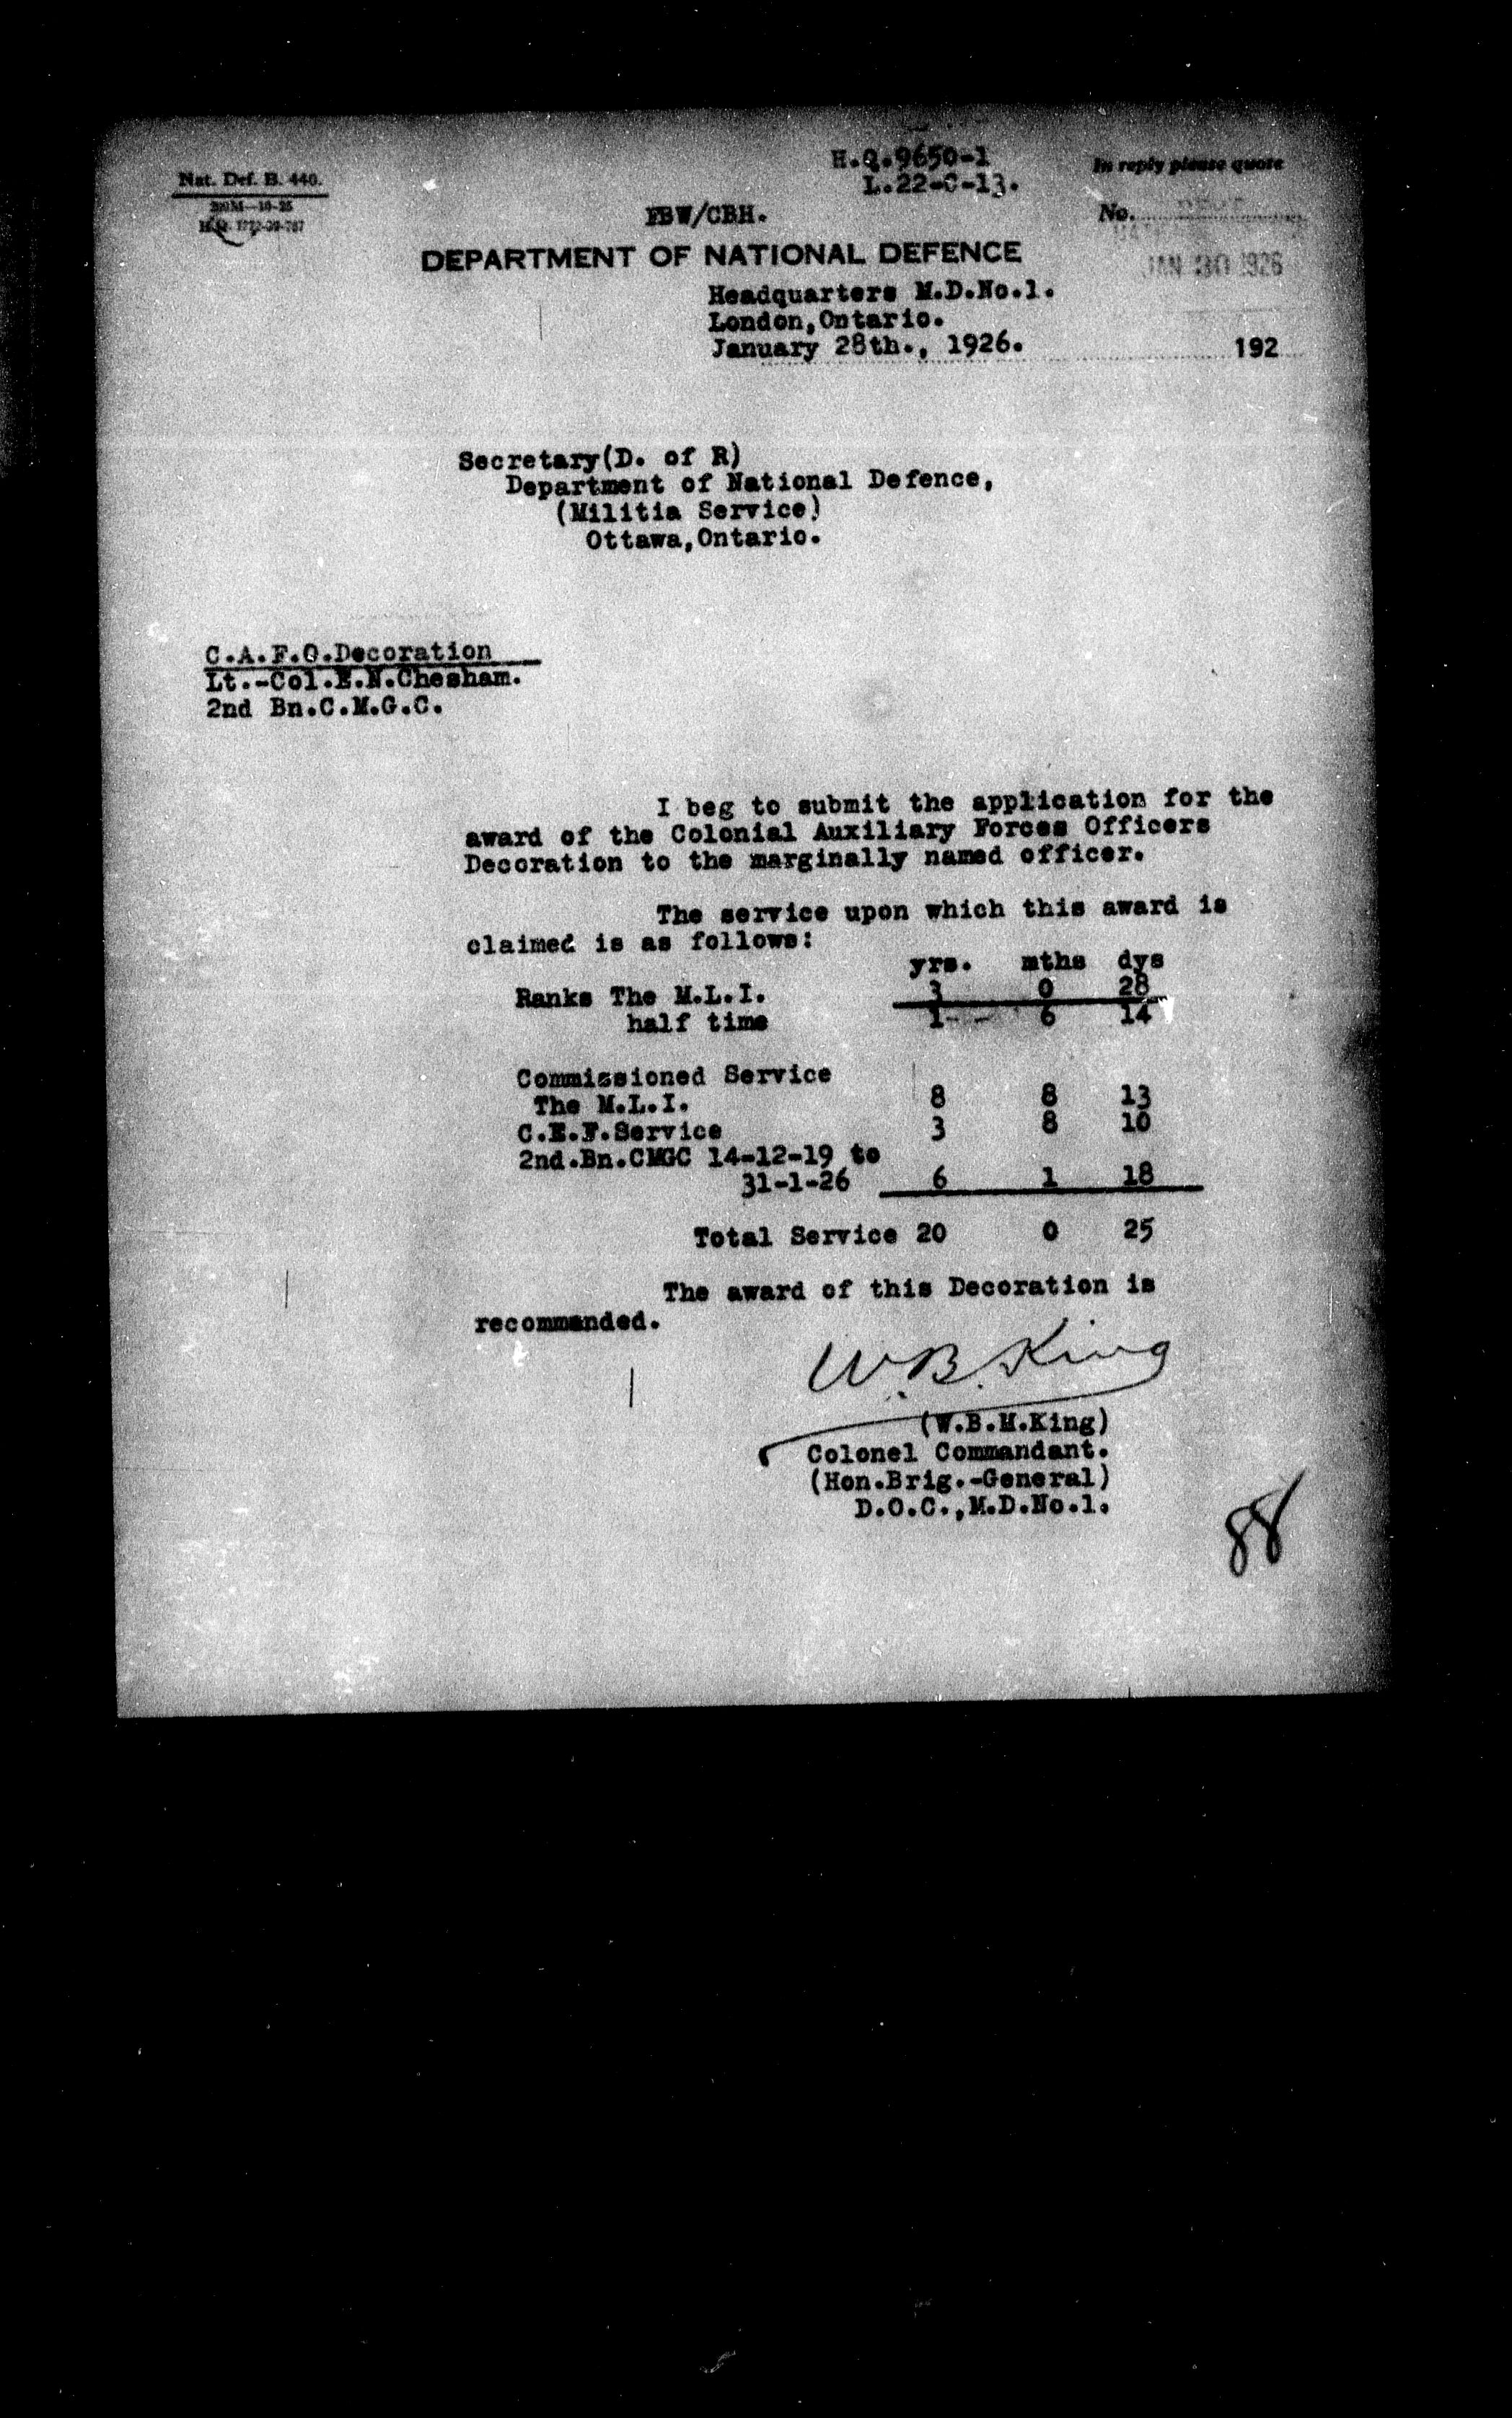 H.Q.9650-1
L.22-C-13.
In reply please quote
Nat. Def. B. 440.
FBW/CBH.
No.
DEPARTMENT OF NATIONAL DEFENCE
JAN 30 1926
Headquarters M.D.No.1.
London,Ontario.
January 28th., 1926. 192
Secretary(D. of R)
Department of National Defence,
(Militia Service)
Ottawa,Ontario.
C.A.F.O.Decoration
Lt.-Col.E.N.Chesham.
2nd Bn.C.M.G.C.
I beg to submit the application for the
award of the Colonial Auxiliary Forces Officers
Decoration to the marginally named officer.
The service upon which this award is
claimed is as follows:
yrs. mths dys
Ranks The M.L.I. 3 0 28
half time 1 6 14
Commissioned Service
The M.L.I. 8 8 13
C.E.F.Service 3 8 10
2nd.Bn.CMGC 14-12-19 to
31-1-26 6 1 18
Total Service 20 0 25
The award of this Decoration is
recommended.
W.B.King
(W.B.M.King)
Colonel Commandant.
(Hon.Brig.-General)
D.O.C.,M.D.No.1.
88